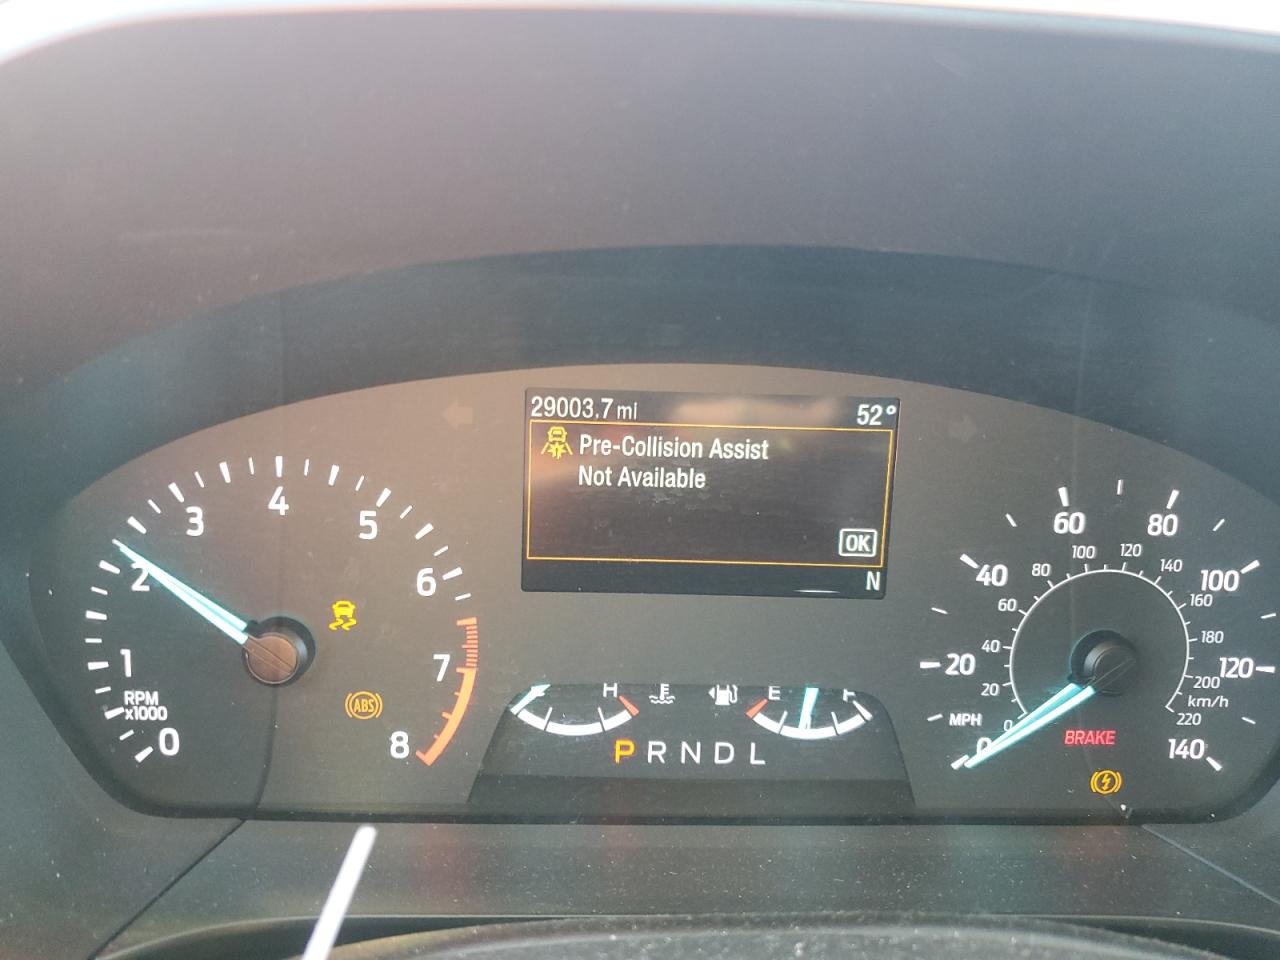 29003.7 mi 52°
Pre-Collision Assist
Not Available
OK
N
0 1 2 3 4 5 6 7 8
RPM
x1000
ABS
H E F
P R N D L
0 20 40 60 80 100 120 140
MPH
0 20 40 60 80 100 120 140 160 180 200 220
km/h
BRAKE